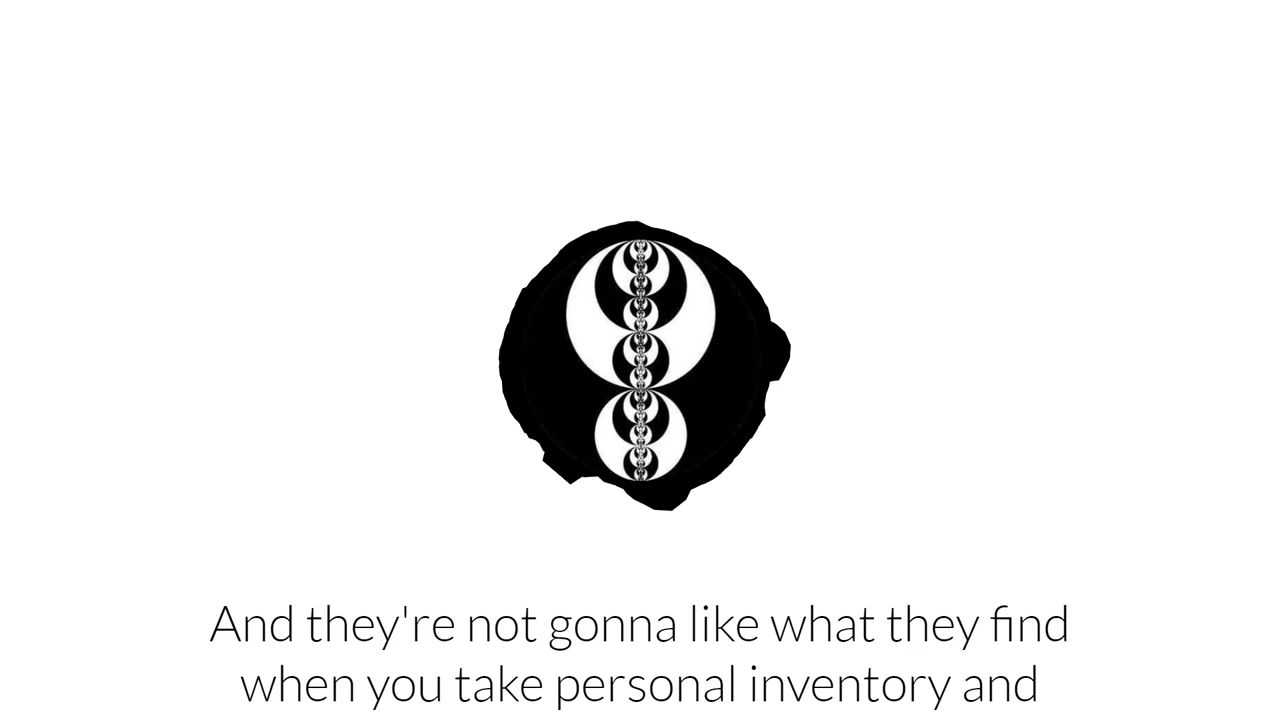 And they're not gonna like what they find
when you take personal inventory and